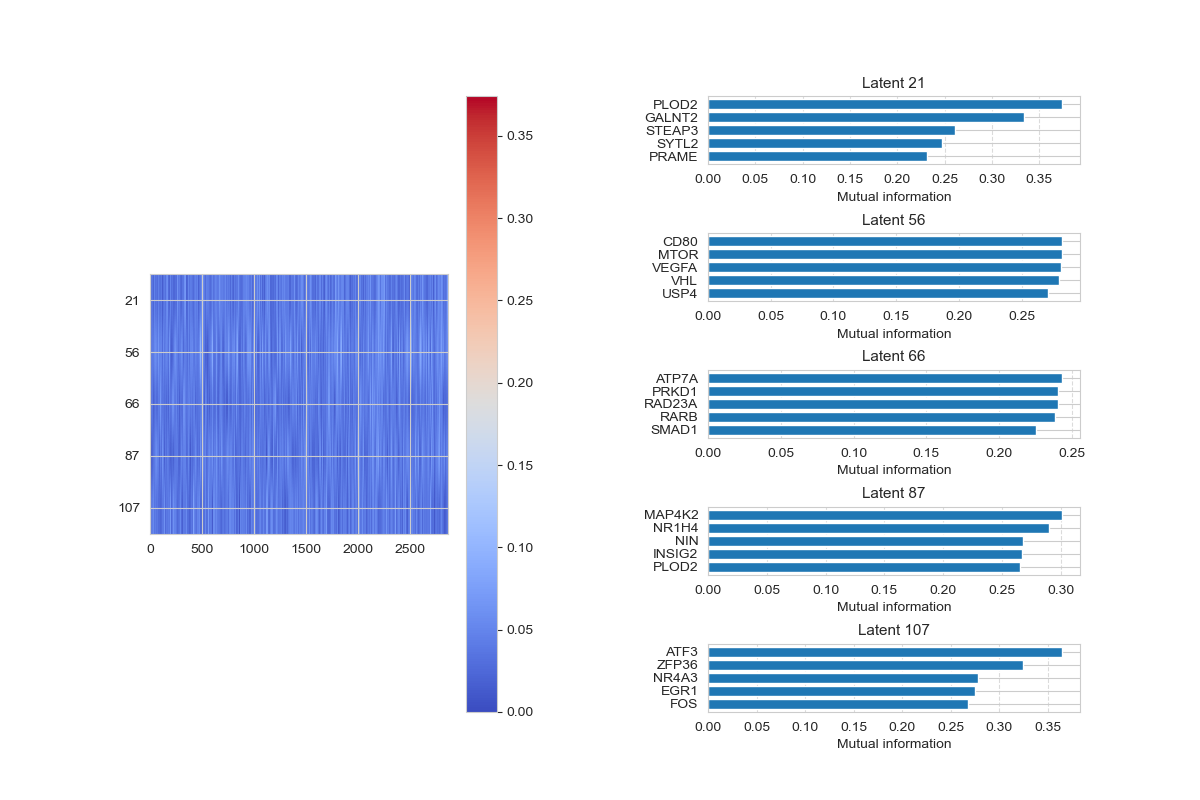 21
56
66
87
107
0 500 1000 1500 2000 2500
0.35
0.30
0.25
0.20
0.15
0.10
0.05
0.00
Latent 21
PLOD2
GALNT2
STEAP3
SYTL2
PRAME
0.00 0.05 0.10 0.15 0.20 0.25 0.30 0.35
Mutual information
Latent 56
CD80
MTOR
VEGFA
VHL
USP4
0.00 0.05 0.10 0.15 0.20 0.25
Mutual information
Latent 66
ATP7A
PRKD1
RAD23A
RARB
SMAD1
0.00 0.05 0.10 0.15 0.20 0.25
Mutual information
Latent 87
MAP4K2
NR1H4
NIN
INSIG2
PLOD2
0.00 0.05 0.10 0.15 0.20 0.25 0.30
Mutual information
Latent 107
ATF3
ZFP36
NR4A3
EGR1
FOS
0.00 0.05 0.10 0.15 0.20 0.25 0.30 0.35
Mutual information